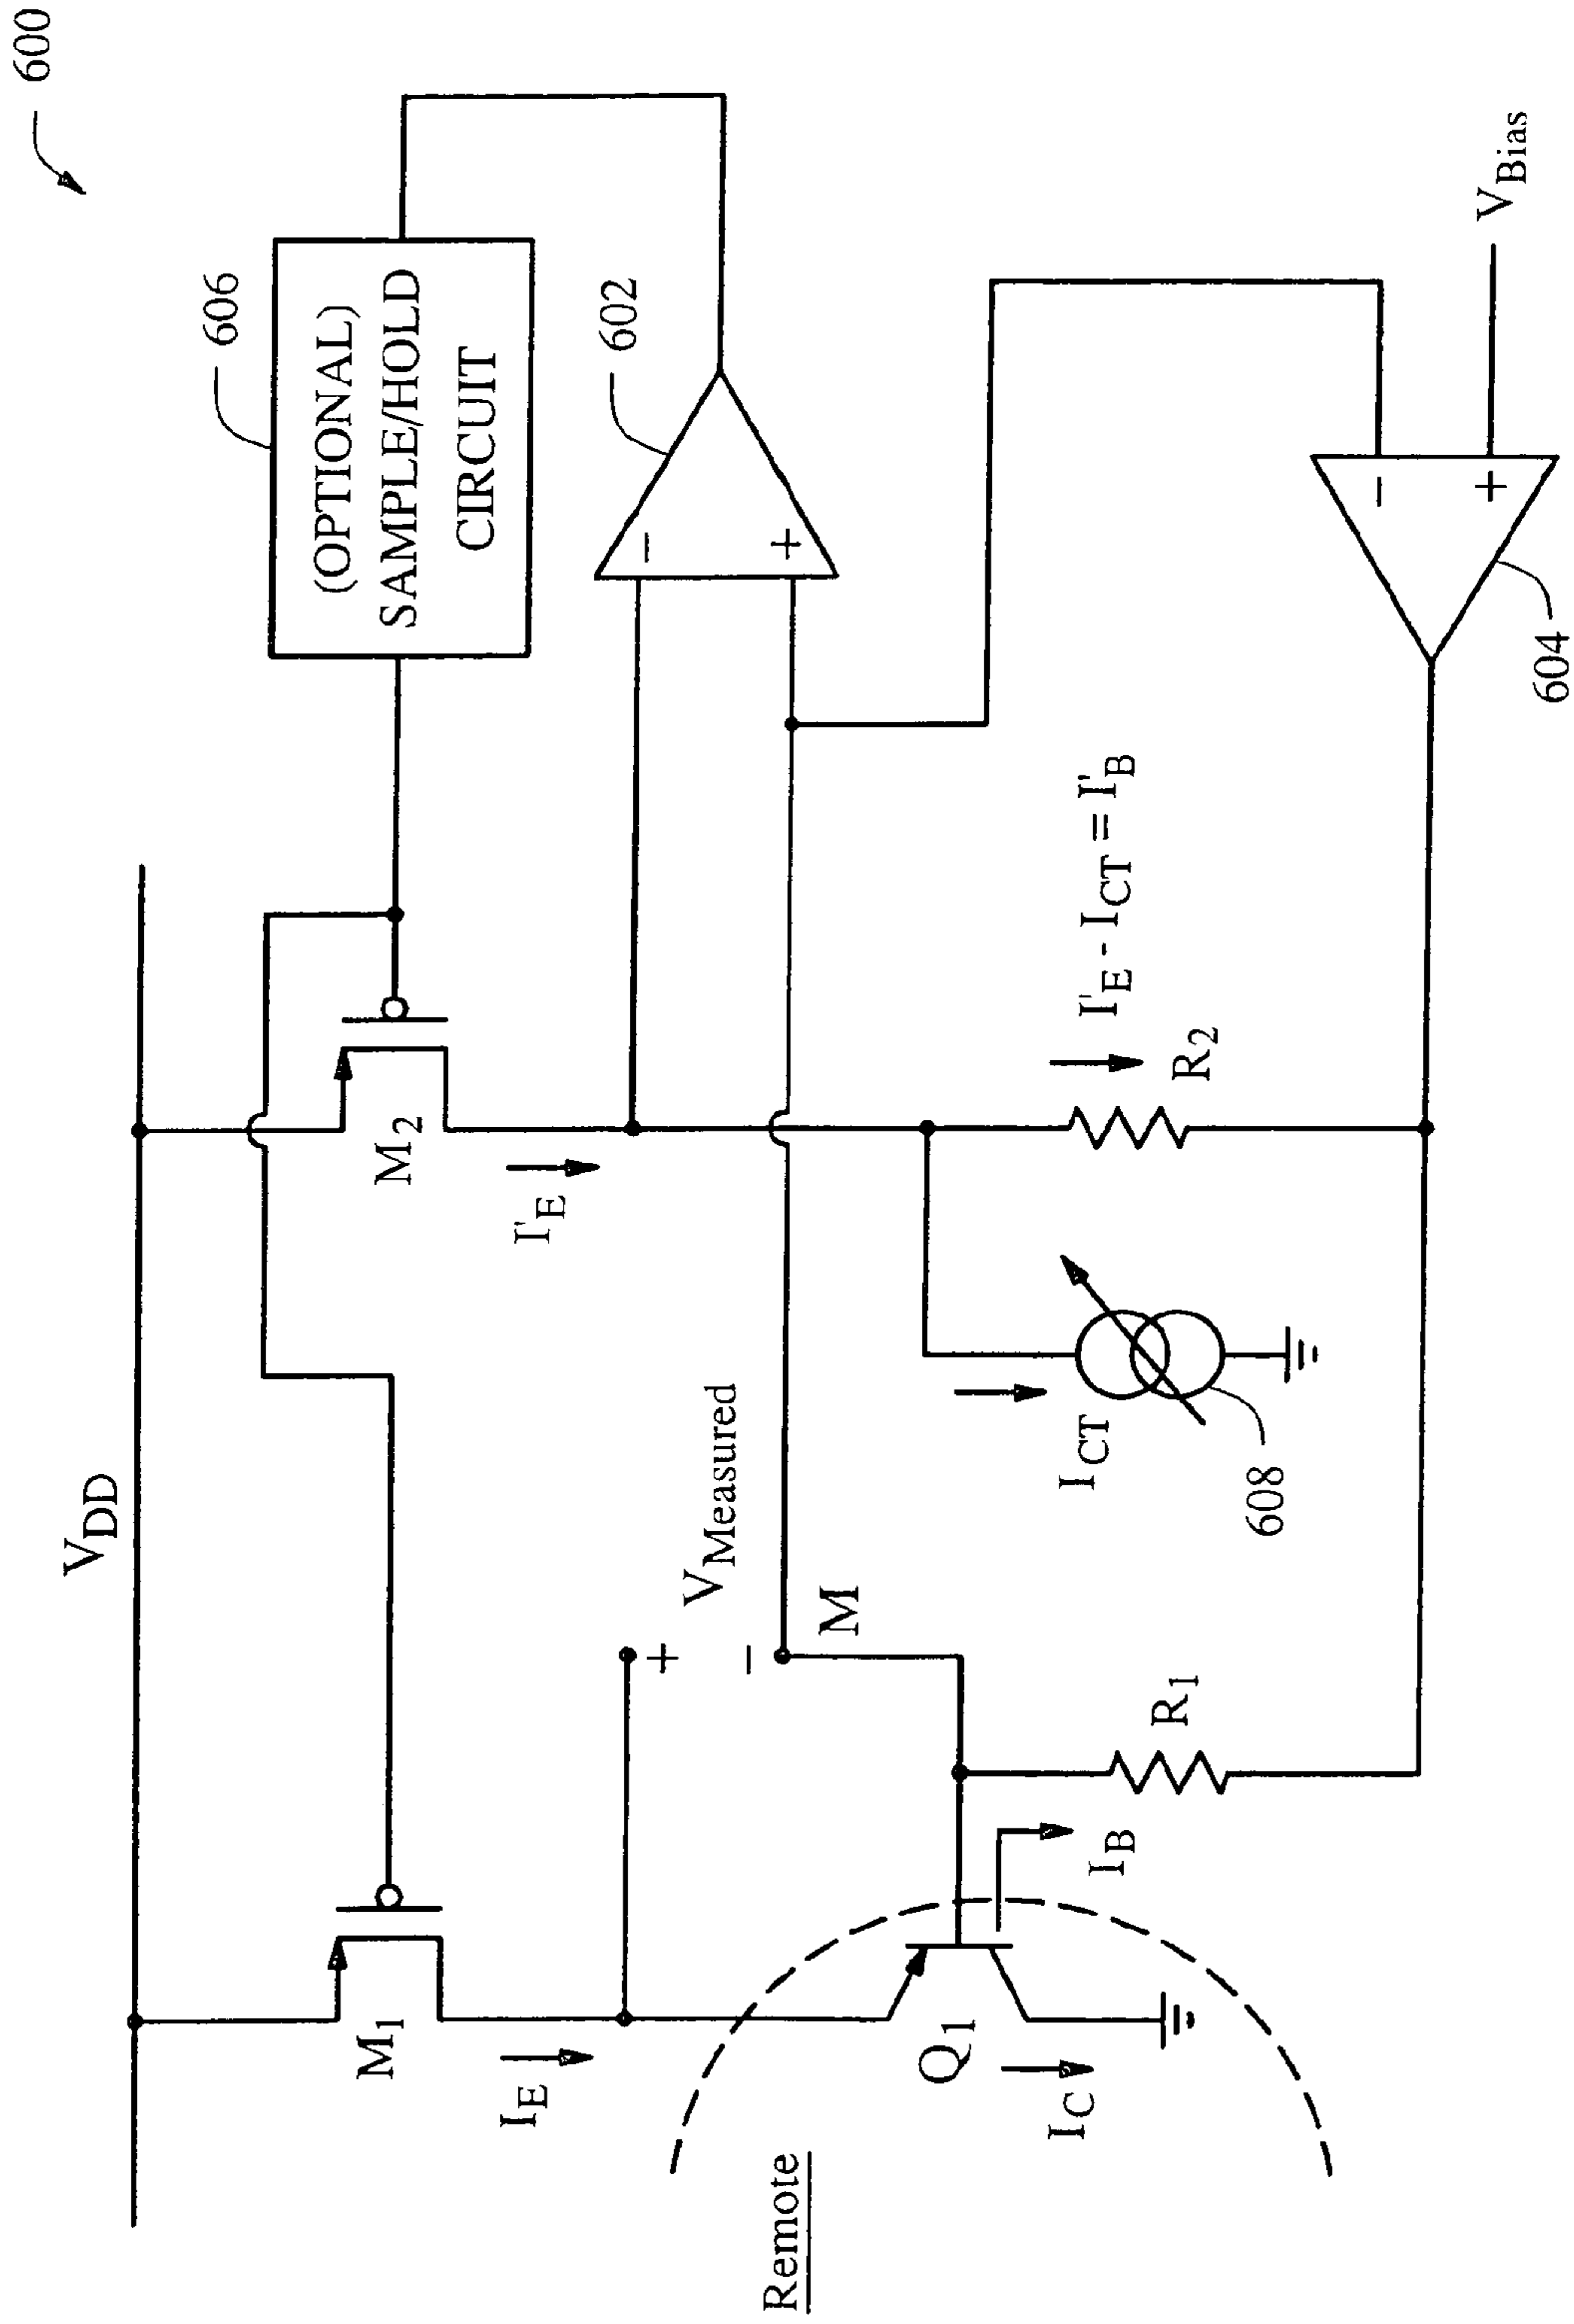 600
V_DD
606
(OPTIONAL)
SAMPLE/HOLD
CIRCUIT
M_1
M_2
602
I_E
I'_E
−
+
+
V_Measured
−
M
Remote
Q_1
I_C
I_B
R_1
I_CT
608
I'_E - I_CT = I'_B
R_2
−
+
V_Bias
604